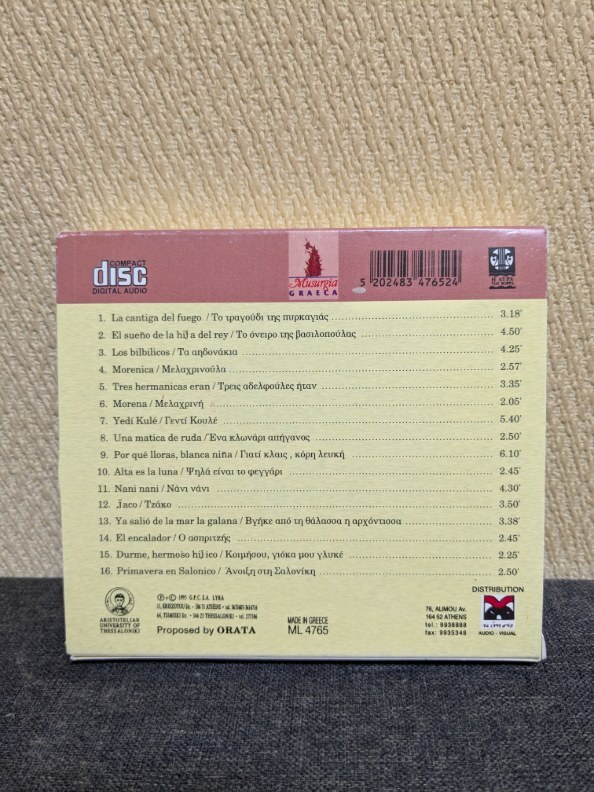 COMPACT
disc
DIGITAL AUDIO
Musurgia
GRAECA
5 202483 476524
Η ΛΥΡΑ
1. La cantiga del fuego / Το τραγούδι της πυρκαγιάς 3.18'
2. El sueño de la hija del rey / Το όνειρο της βασιλοπούλας 4.50'
3. Los bilbilicos / Τα αηδονάκια 4.25'
4. Morenica / Μελαχρινούλα 2.57'
5. Tres hermanicas eran / Τρεις αδελφούλες ήταν 3.35'
6. Morena / Μελαχρινή 2.05'
7. Yedi Kulé / Γεντί Κουλέ 5.40'
8. Una matica de ruda / Ένα κλωνάρι απήγανος 2.50'
9. Por qué lloras, blanca niña / Γιατί κλαις , κόρη λευκή 6.10'
10. Alta es la luna / Ψηλά είναι το φεγγάρι 2.45'
11. Nani nani / Νάνι νάνι 4.30'
12. Jaco / Τζάκο 3.50'
13. Ya salió de la mar la galana / Βγήκε από τη θάλασσα η αρχόντισσα 3.38'
14. El encalador / Ο ασπριτζής 2.45'
15. Durme, hermoso hijico / Κοιμήσου, γιόκα μου γλυκέ 2.25'
16. Primavera en Salonico / Άνοιξη στη Σαλονίκη 2.50'
ARISTOTELIAN
UNIVERSITY OF
THESSALONIKI
℗ + © 1995 G.P.C. S.A. LYRA
Proposed by ORATA
MADE IN GREECE
ML 4765
DISTRIBUTION
76, ALIMOU Av.
164 52 ATHENS
tel.: 9938888
fax: 9935348
AUDIO - VISUAL